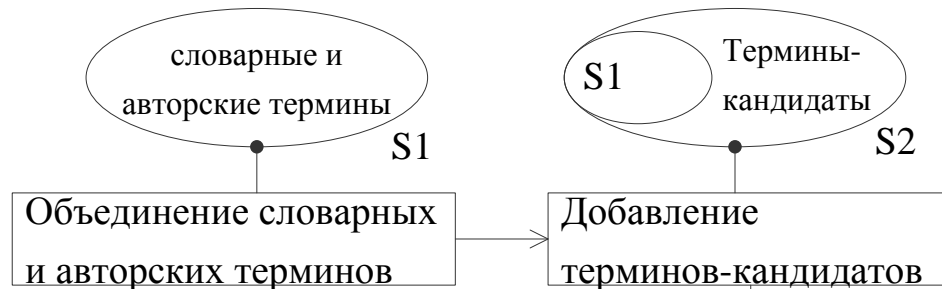 словарные и
авторские термины
S1
S1
Термины-
кандидаты
S2
Объединение словарных
и авторских терминов
Добавление
терминов-кандидатов